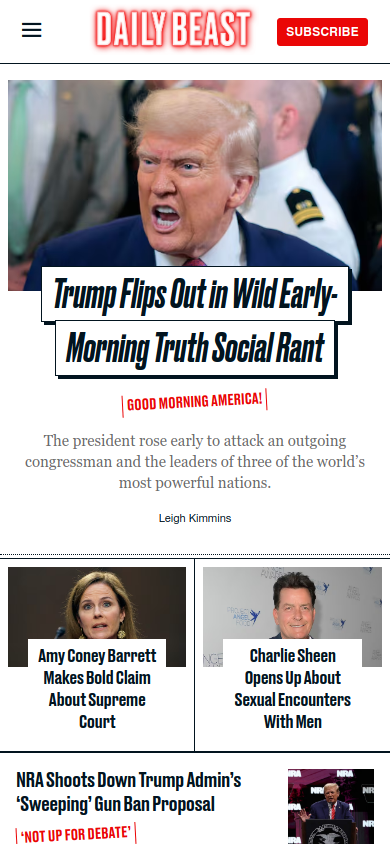 DAILY BEAST
SUBSCRIBE
Trump Flips Out in Wild Early-
Morning Truth Social Rant
GOOD MORNING AMERICA!
The president rose early to attack an outgoing
congressman and the leaders of three of the world's
most powerful nations.
Leigh Kimmins
Amy Coney Barrett
Makes Bold Claim
About Supreme
Court
Charlie Sheen
Opens Up About
Sexual Encounters
With Men
NRA Shoots Down Trump Admin's
'Sweeping' Gun Ban Proposal
'NOT UP FOR DEBATE'
NRA